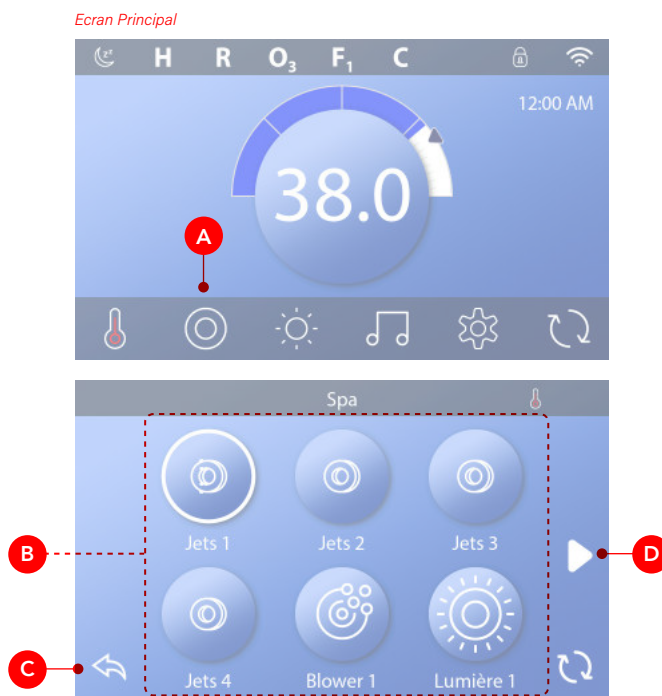 Ecran Principal
zz H R O₃ F₁ C
12:00 AM
38.0
A
Spa
Jets 1 Jets 2 Jets 3
B D
Jets 4 Blower 1 Lumière 1
C